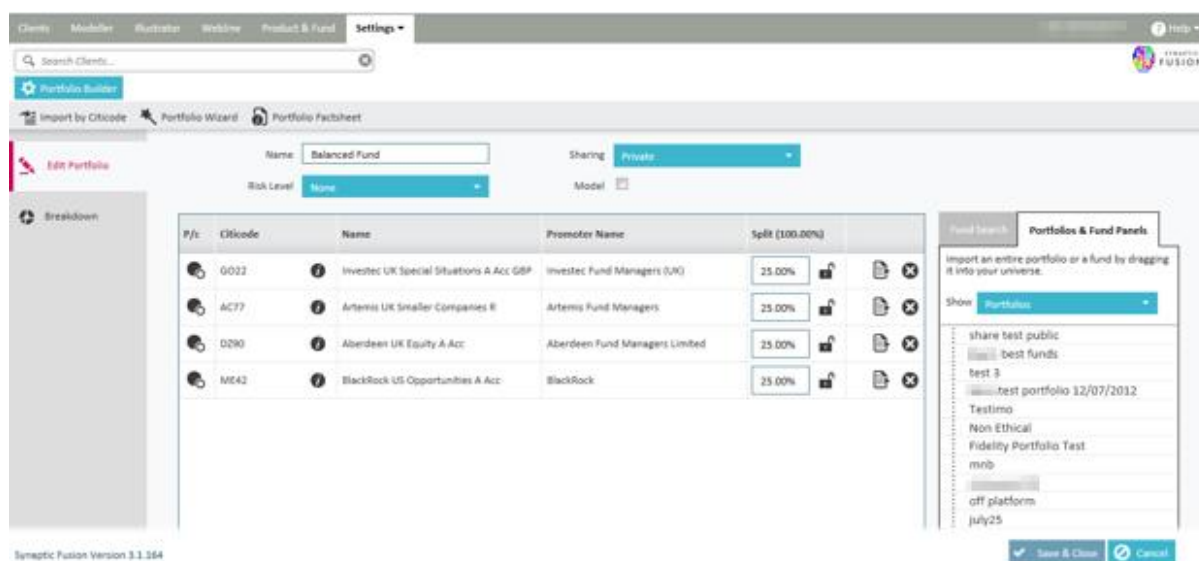 Clients Modeller Illustrator Webline Product & Fund Settings Help
Search Clients...
SYNAPTIC
FUSION
Portfolio Builder
Import by Citicode Portfolio Wizard Portfolio Factsheet
Edit Portfolio
Breakdown
Name Balanced Fund Sharing Private
Risk Level None Model
P/c Citicode Name Promoter Name Split (100.00%)
GO22 Investec UK Special Situations A Acc GBP Investec Fund Managers (UK) 25.00%
AC77 Artemis UK Smaller Companies R Artemis Fund Managers 25.00%
DZ90 Aberdeen UK Equity A Acc Aberdeen Fund Managers Limited 25.00%
ME42 BlackRock US Opportunities A Acc BlackRock 25.00%
Fund Search Portfolios & Fund Panels
Import an entire portfolio or a fund by dragging
it into your universe.
Show Portfolios
share test public
best funds
test 3
test portfolio 12/07/2012
Testimo
Non Ethical
Fidelity Portfolio Test
mnb
off platform
july25
Synaptic Fusion Version 3.1.164
Save & Close Cancel